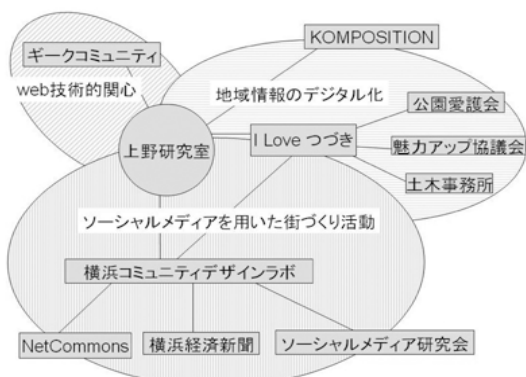 KOMPOSITION
ギークコミュニティ
web技術的関心
地域情報のデジタル化
公園愛護会
上野研究室
I Love つづき
魅力アップ協議会
土木事務所
ソーシャルメディアを用いた街づくり活動
横浜コミュニティデザインラボ
NetCommons
横浜経済新聞
ソーシャルメディア研究会